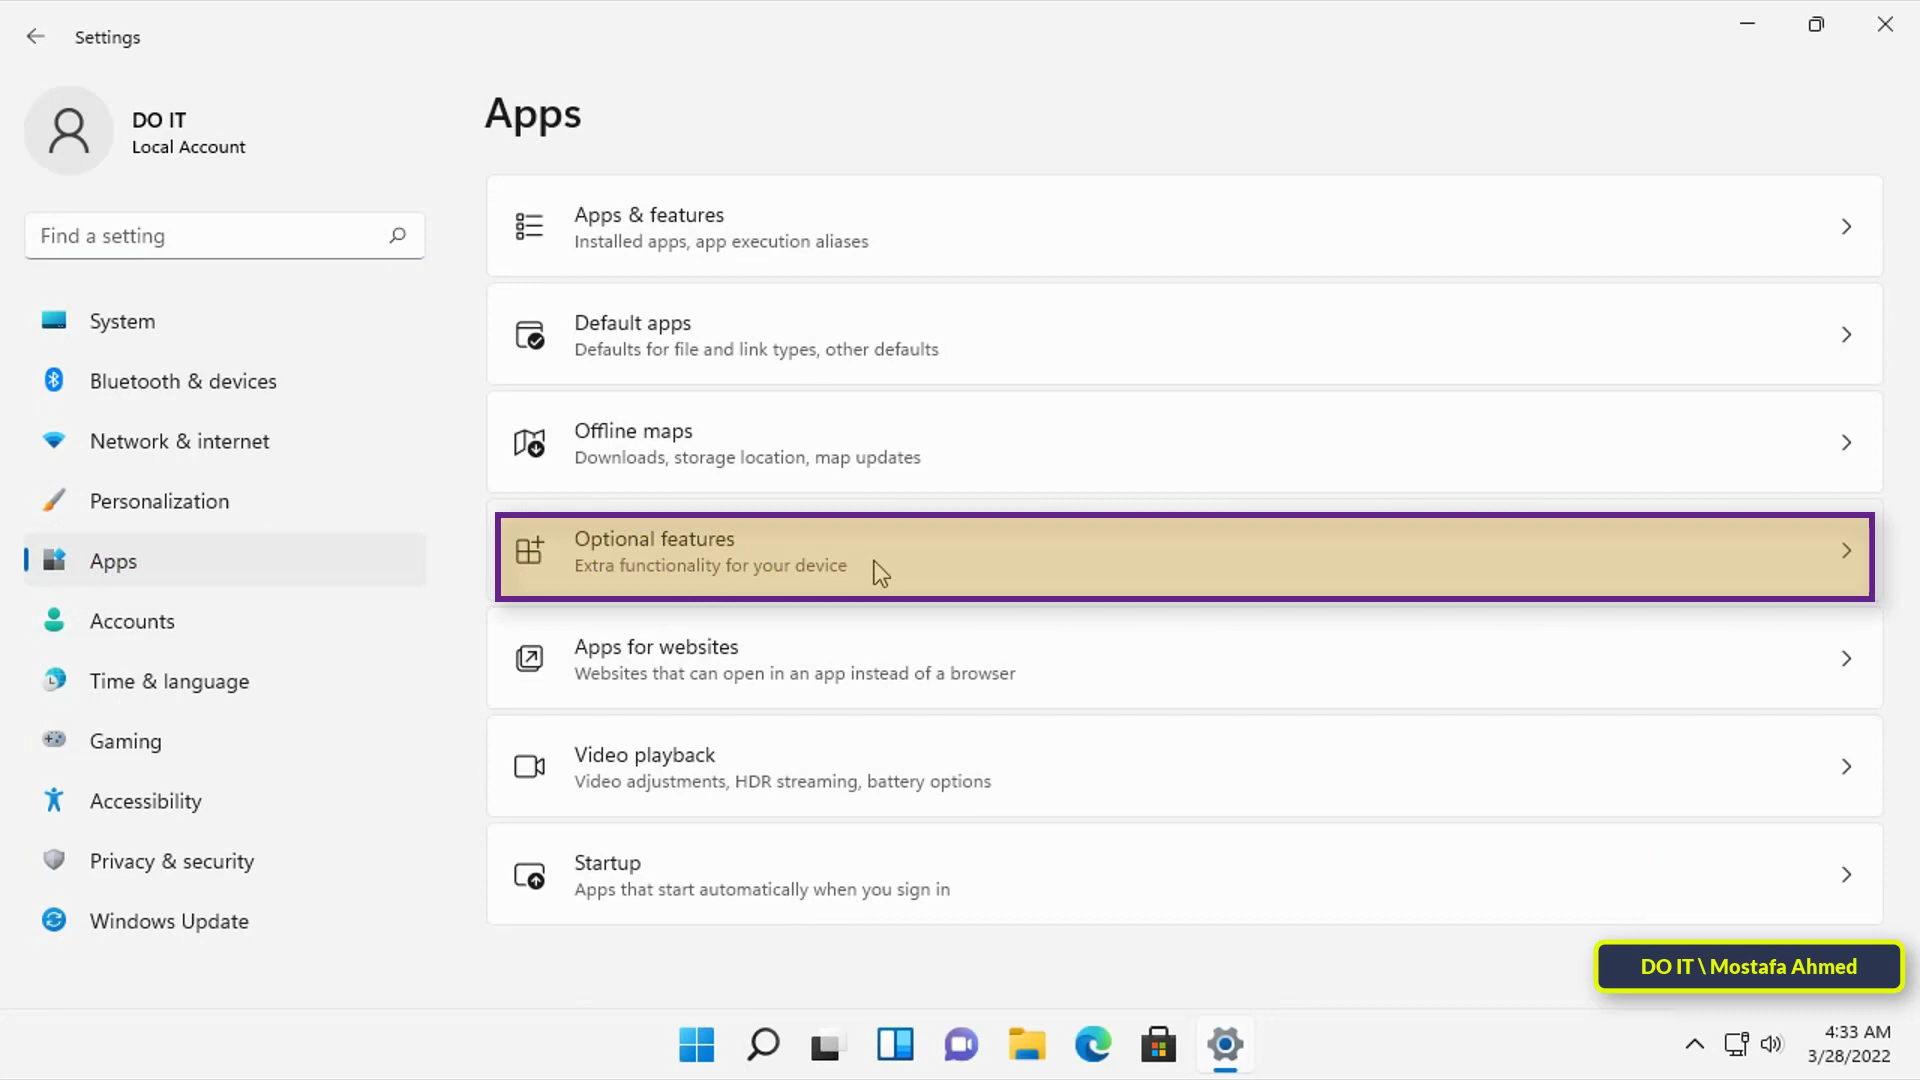 Settings
DO IT
Local Account
Find a setting
System
Bluetooth & devices
Network & internet
Personalization
Apps
Accounts
Time & language
Gaming
Accessibility
Privacy & security
Windows Update
Apps
Apps & features
Installed apps, app execution aliases
Default apps
Defaults for file and link types, other defaults
Offline maps
Downloads, storage location, map updates
Optional features
Extra functionality for your device
Apps for websites
Websites that can open in an app instead of a browser
Video playback
Video adjustments, HDR streaming, battery options
Startup
Apps that start automatically when you sign in
DO IT \ Mostafa Ahmed
4:33 AM
3/28/2022